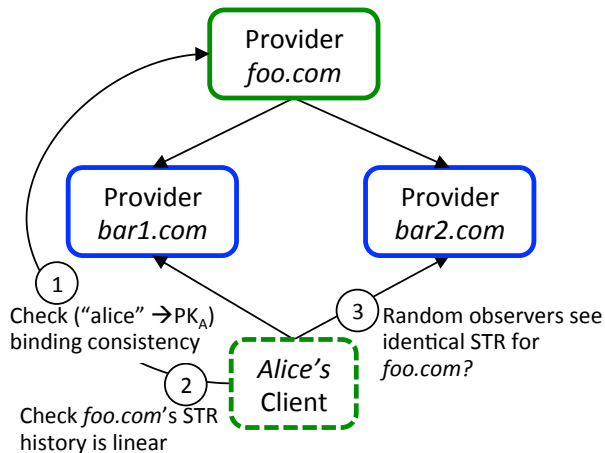 Provider
foo.com
Provider
bar1.com
Provider
bar2.com
1
Check (“alice” →PKA)
binding consistency
3
Random observers see
identical STR for
foo.com?
Alice's
Client
2
Check foo.com's STR
history is linear